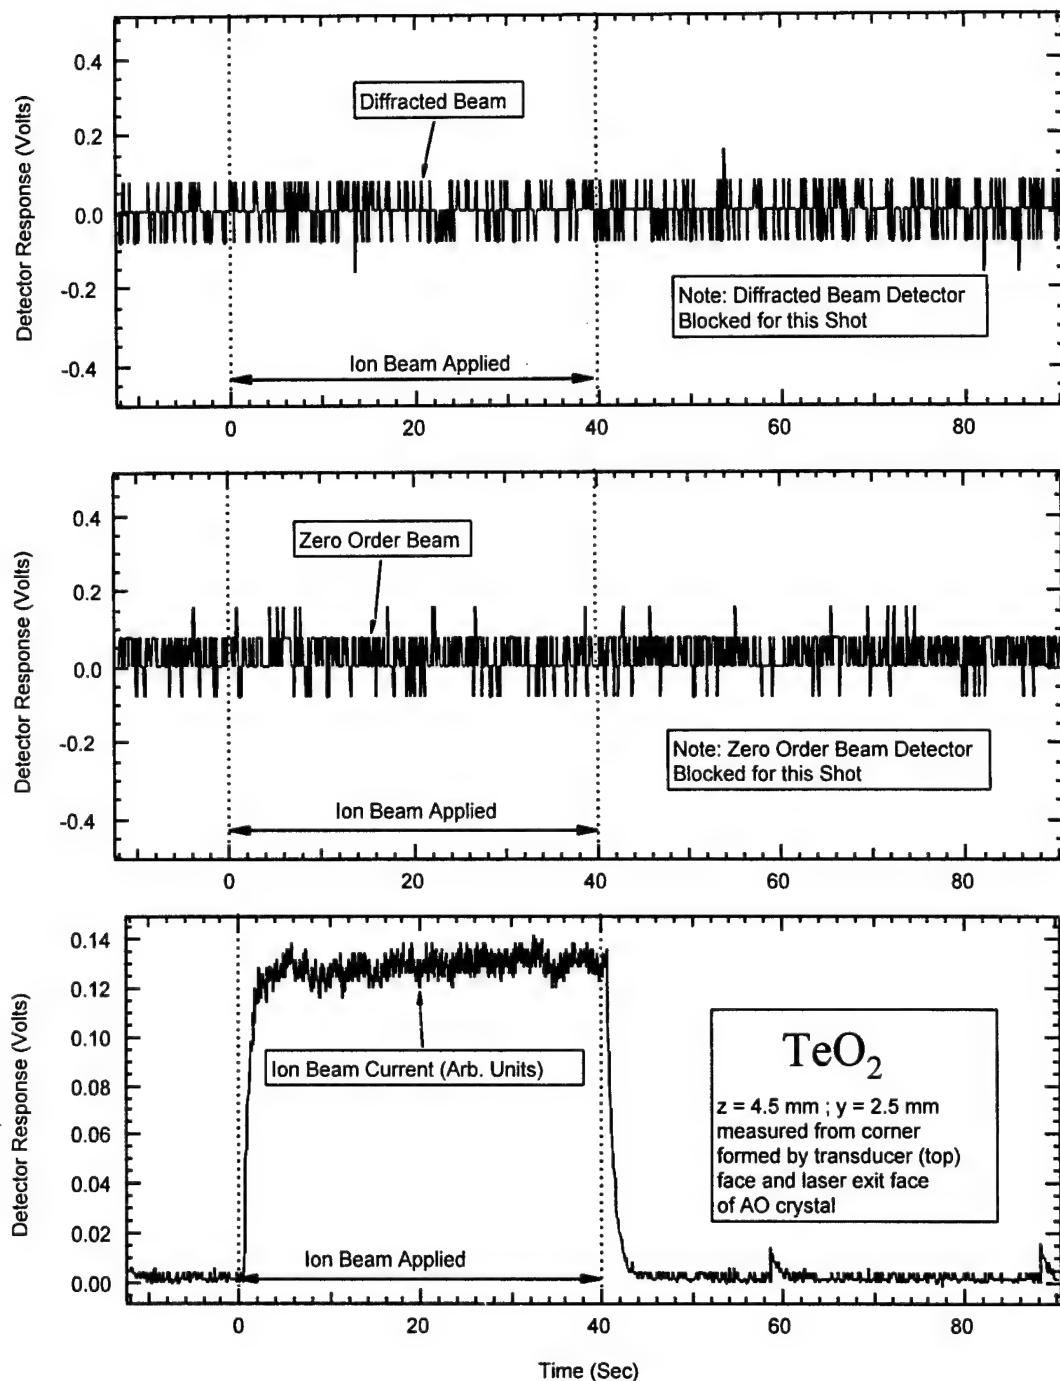 Detector Response (Volts)
0.4
0.2
0.0
-0.2
-0.4
Diffracted Beam
Note: Diffracted Beam Detector
Blocked for this Shot
Ion Beam Applied
0
20
40
60
80
Detector Response (Volts)
0.4
0.2
0.0
-0.2
-0.4
Zero Order Beam
Note: Zero Order Beam Detector
Blocked for this Shot
Ion Beam Applied
0
20
40
60
80
Detector Response (Volts)
0.14
0.12
0.10
0.08
0.06
0.04
0.02
0.00
Ion Beam Current (Arb. Units)
TeO₂
z = 4.5 mm ; y = 2.5 mm
measured from corner
formed by transducer (top)
face and laser exit face
of AO crystal
Ion Beam Applied
0
20
40
60
80
Time (Sec)